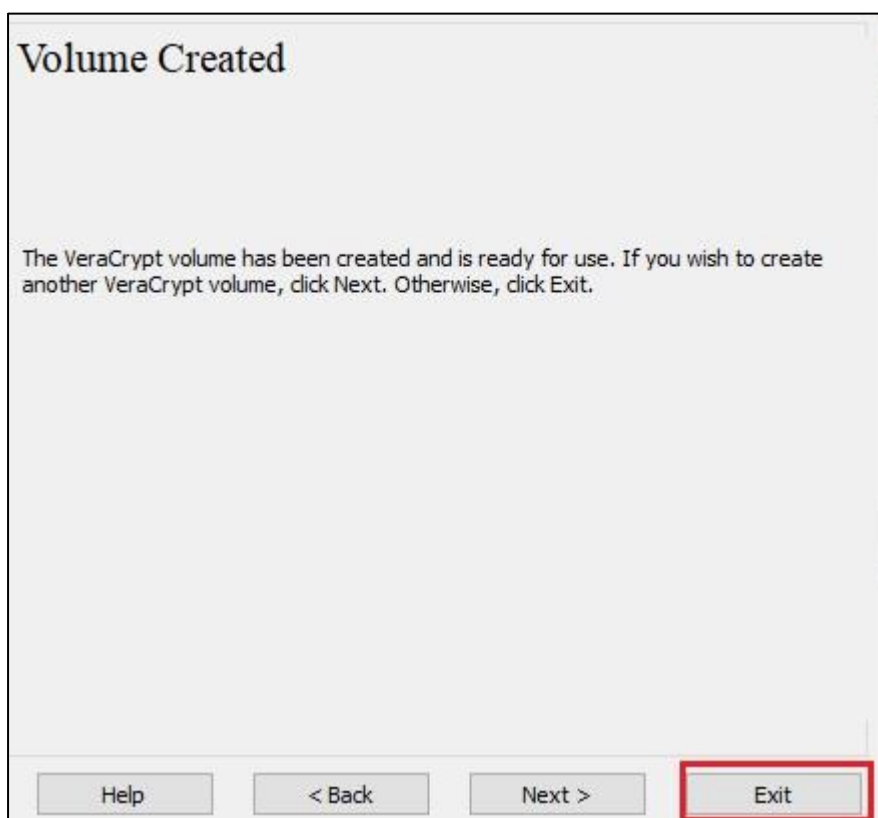 Volume Created
The VeraCrypt volume has been created and is ready for use. If you wish to create
another VeraCrypt volume, click Next. Otherwise, click Exit.
Help
< Back
Next >
Exit